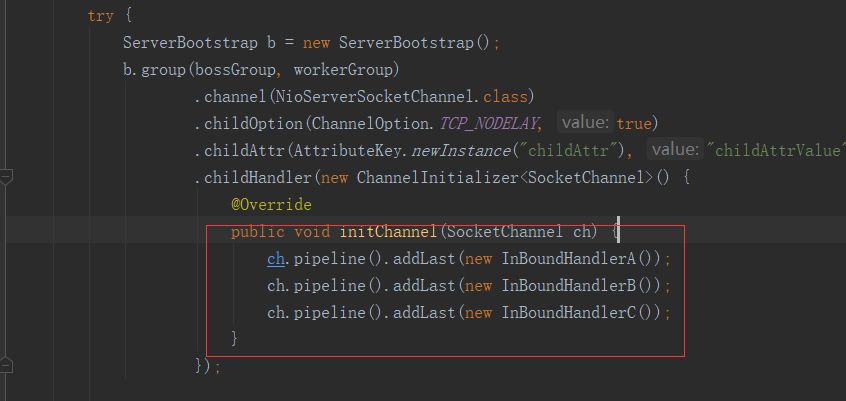 try {
ServerBootstrap b = new ServerBootstrap();
b.group(bossGroup, workerGroup)
.channel(NioServerSocketChannel.class)
.childOption(ChannelOption.TCP_NODELAY, value: true)
.childAttr(AttributeKey.newInstance("childAttr"), value: "childAttrValue"
.childHandler(new ChannelInitializer<SocketChannel>() {
@Override
public void initChannel(SocketChannel ch) {
ch.pipeline().addLast(new InBoundHandlerA());
ch.pipeline().addLast(new InBoundHandlerB());
ch.pipeline().addLast(new InBoundHandlerC());
}
});